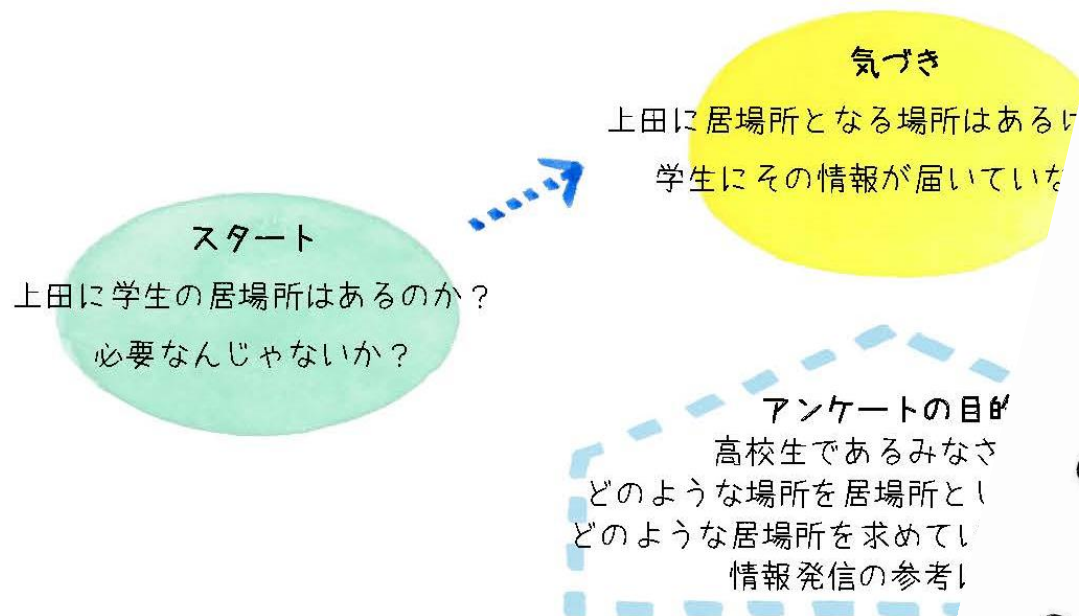 気づき
上田に居場所となる場所はある
学生にその情報が届いていな
スタート
上田に学生の居場所はあるのか？
必要なんじゃないか？
アンケートの目的
高校生であるみなさ
どのような場所を居場所と
どのような居場所を求めて
情報発信の参考